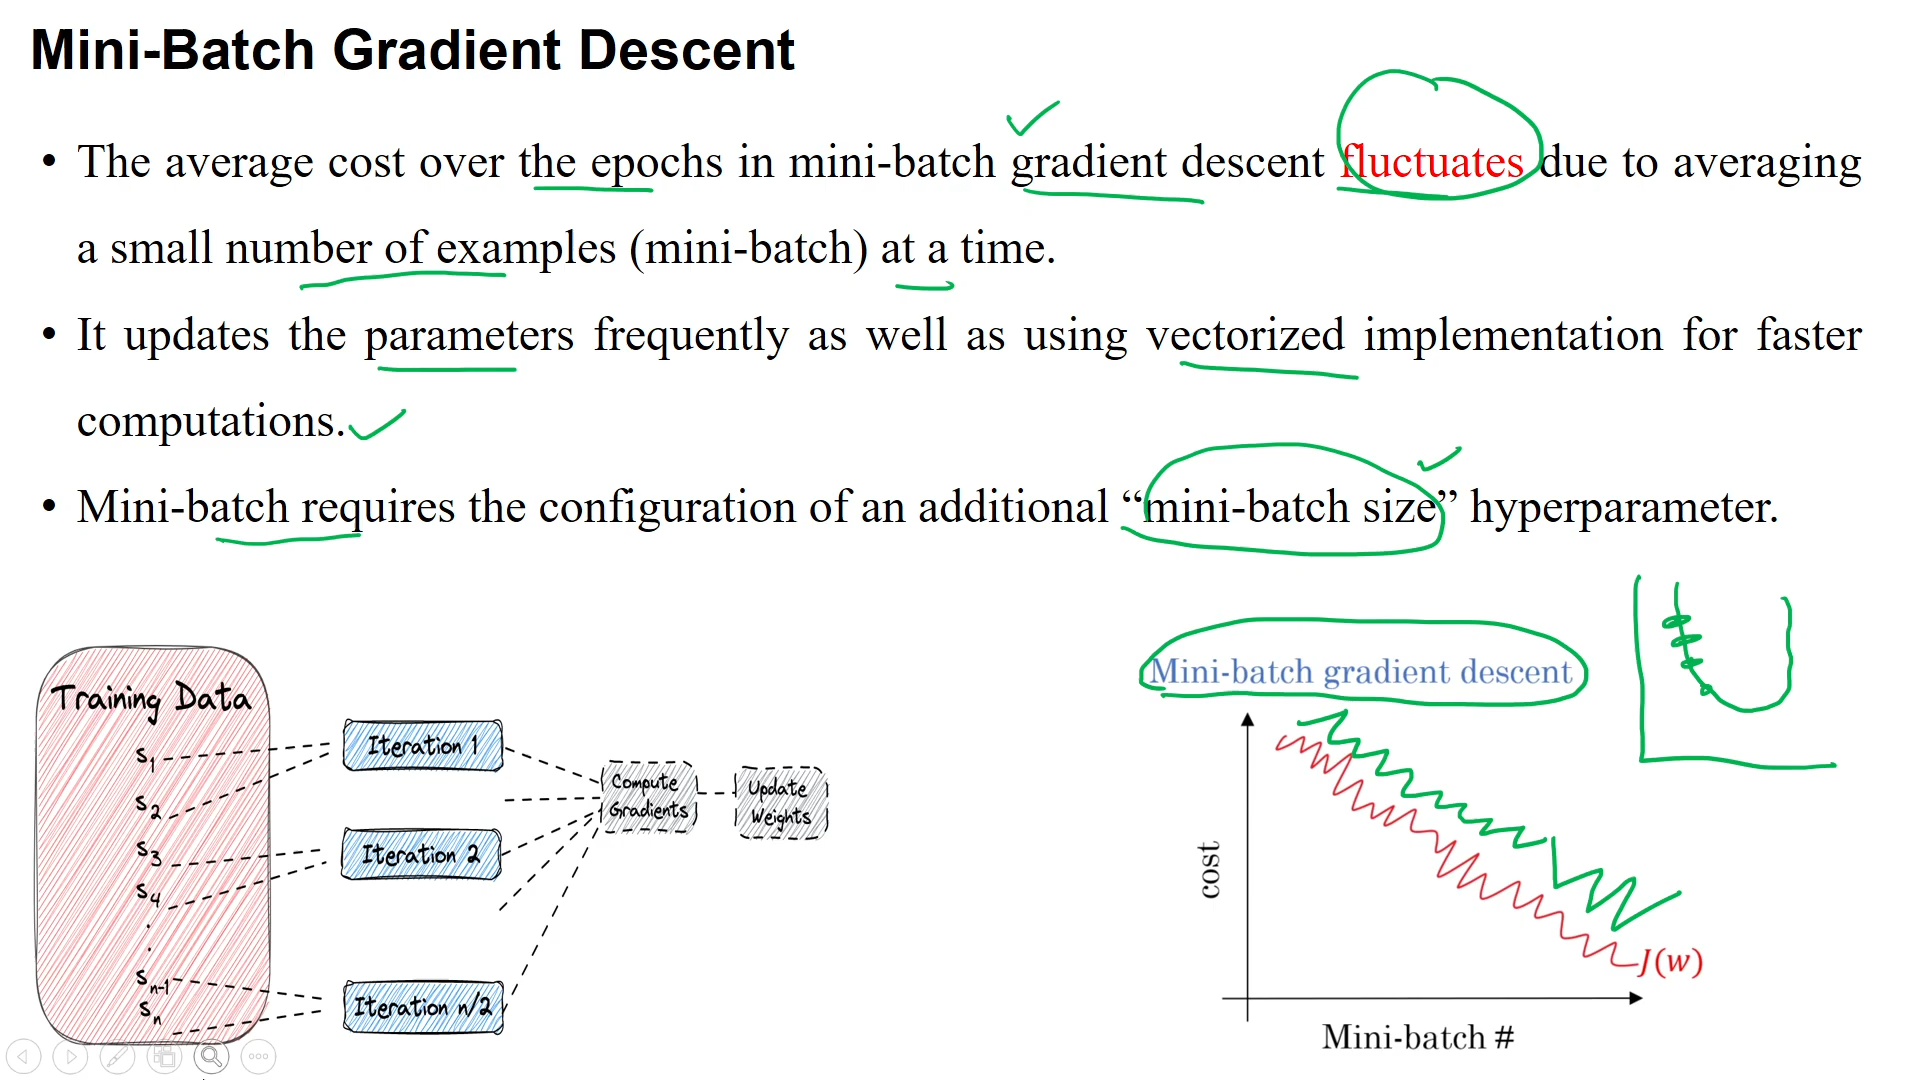 Mini-Batch Gradient Descent
• The average cost over the epochs in mini-batch gradient descent fluctuates due to averaging
a small number of examples (mini-batch) at a time.
• It updates the parameters frequently as well as using vectorized implementation for faster
computations.
• Mini-batch requires the configuration of an additional “mini-batch size” hyperparameter.
Training Data
S1
S2
S3
S4
.
.
Sn-1
Sn
Iteration 1
Iteration 2
Iteration n/2
Compute
Gradients
Update
Weights
Mini-batch gradient descent
cost
J(w)
Mini-batch #